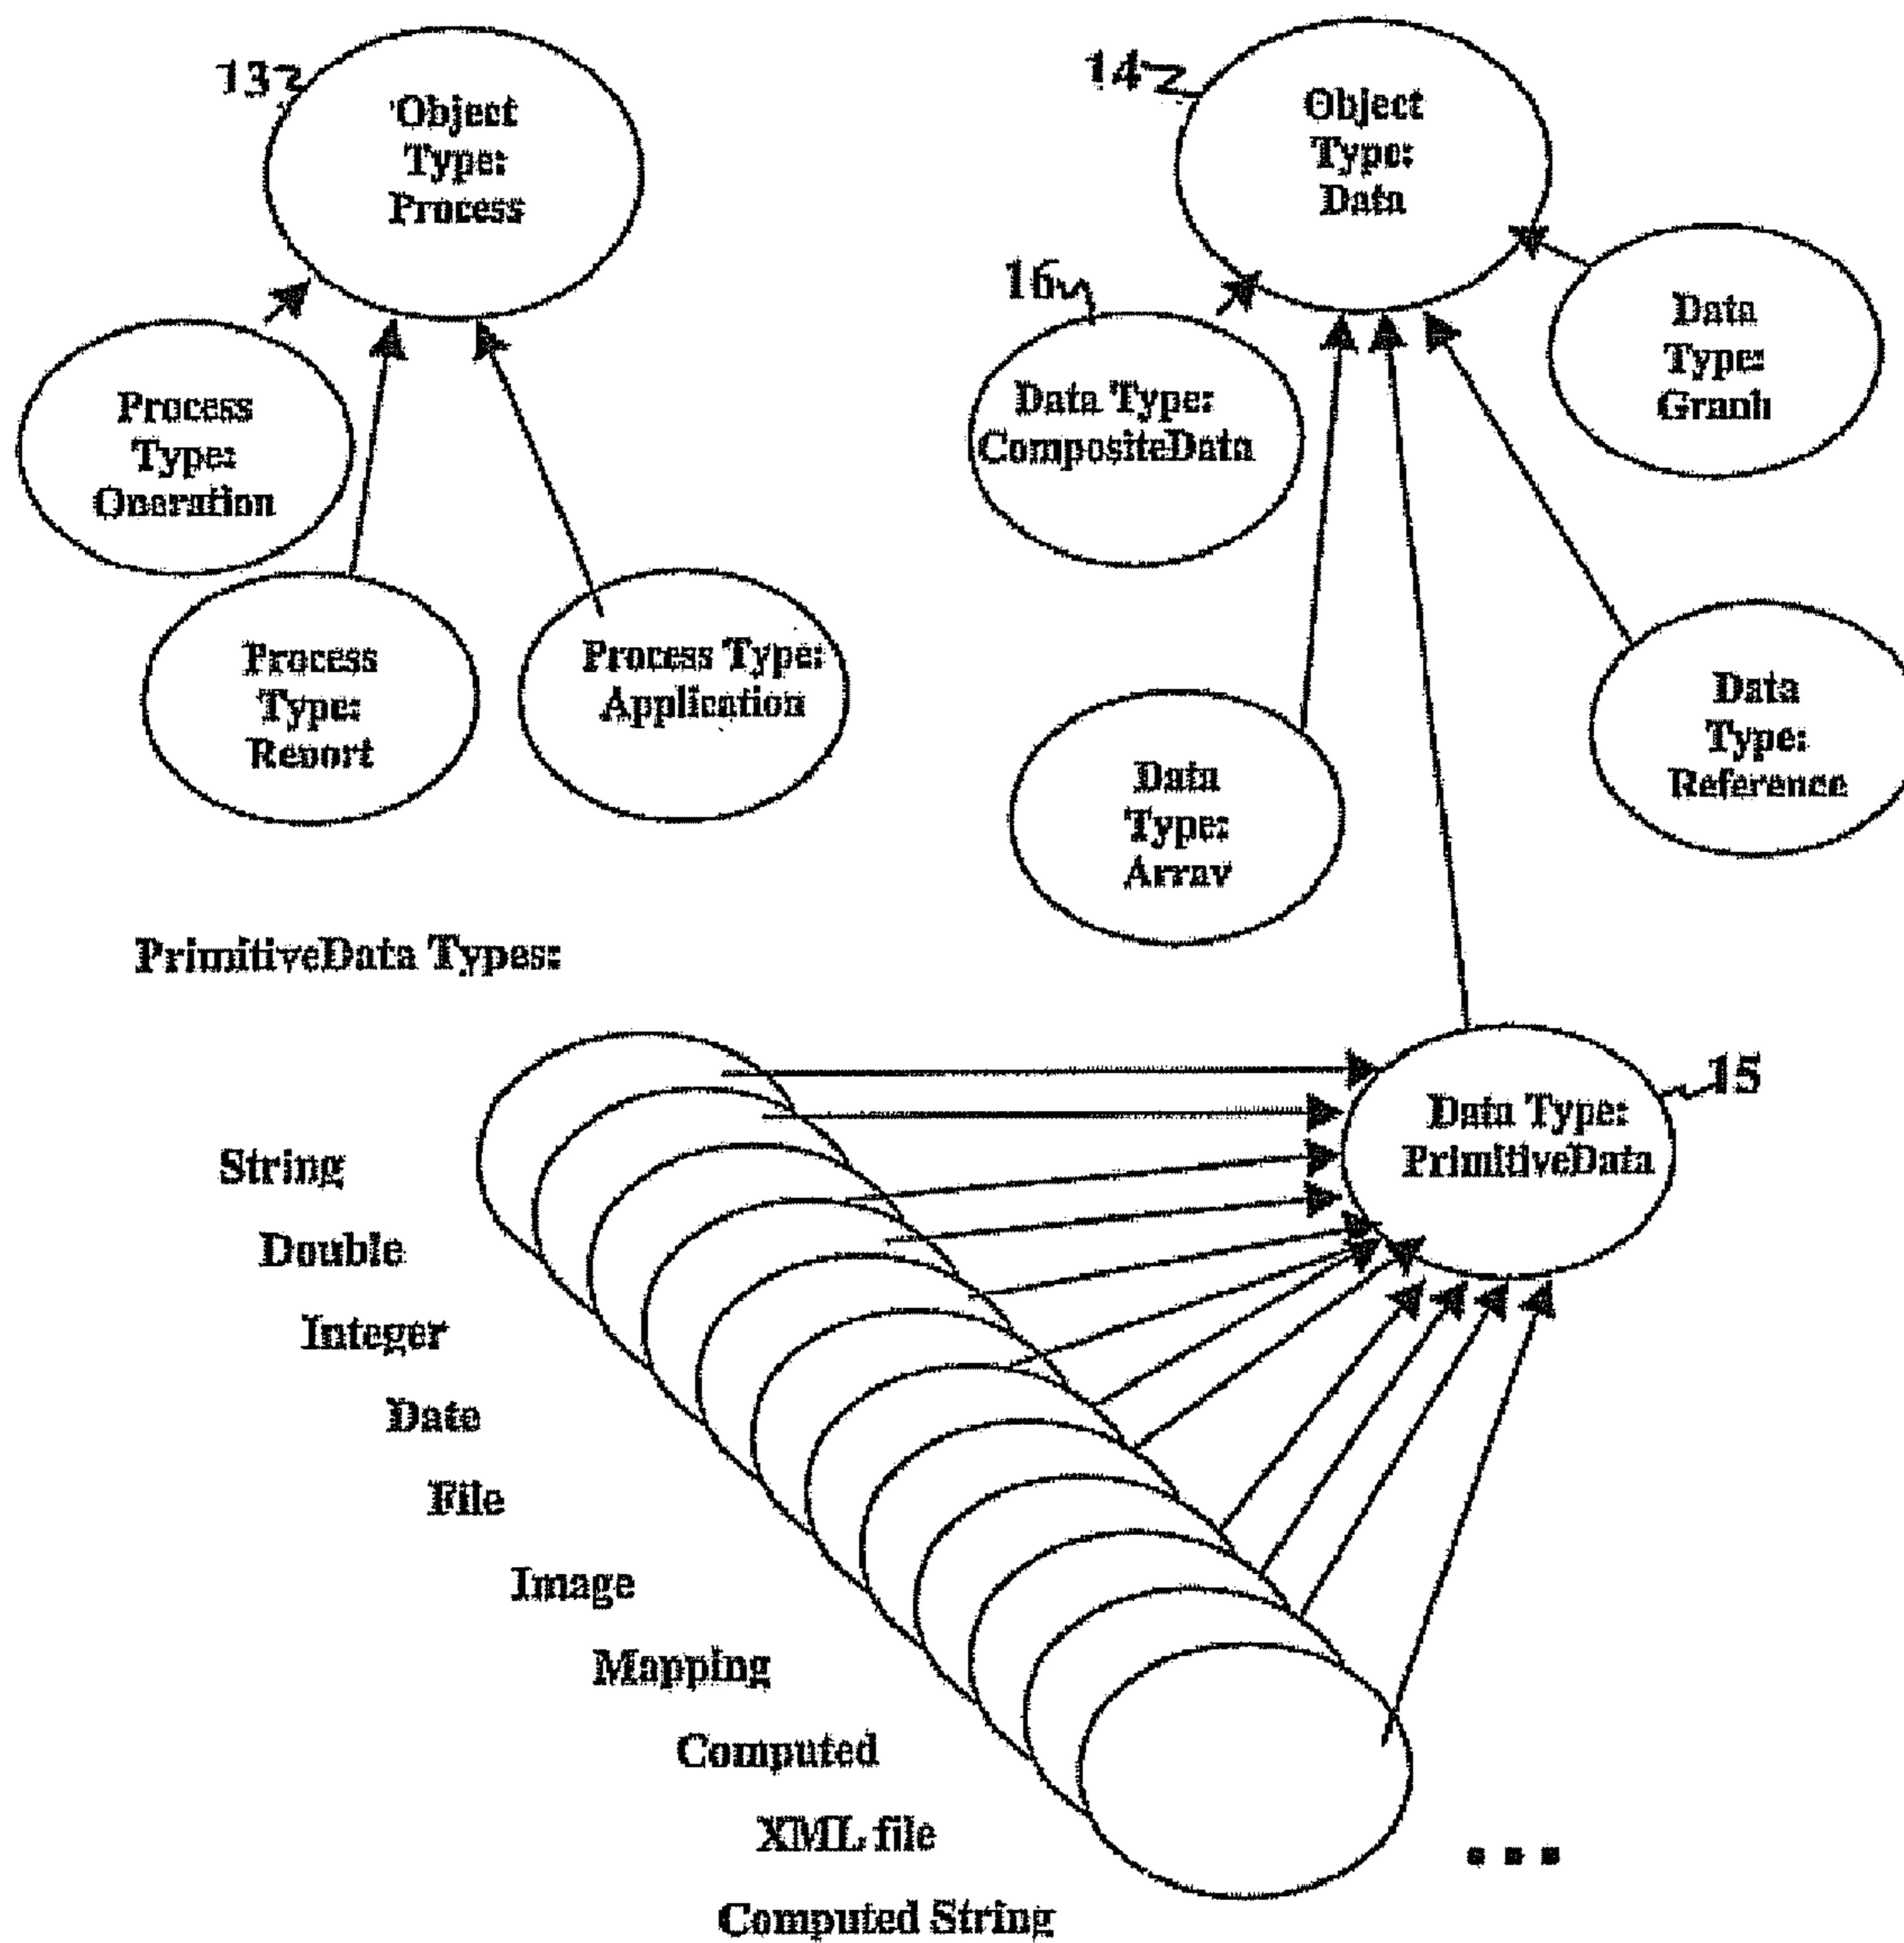 13
Object
Type:
Process
14
Object
Type:
Data
16
Data
Type:
Graph
Process
Type:
Operation
Data Type:
CompositeData
Process
Type:
Report
Process Type:
Application
Data
Type:
Reference
Data
Type:
Array
PrimitiveData Types:
15
Data Type:
PrimitiveData
String
Double
Integer
Date
File
Image
Mapping
Computed
XML file
Computed String
...